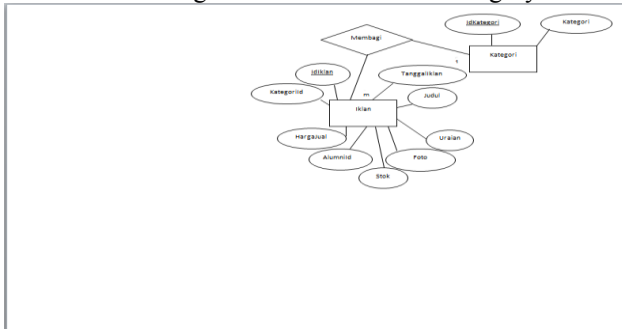 IdKategori
Kategori
Membagi
Kategori
1
IdIklan
TanggalIklan
KategoriId
m
Judul
Iklan
HargaJual
Uraian
AlumniId
Foto
Stok